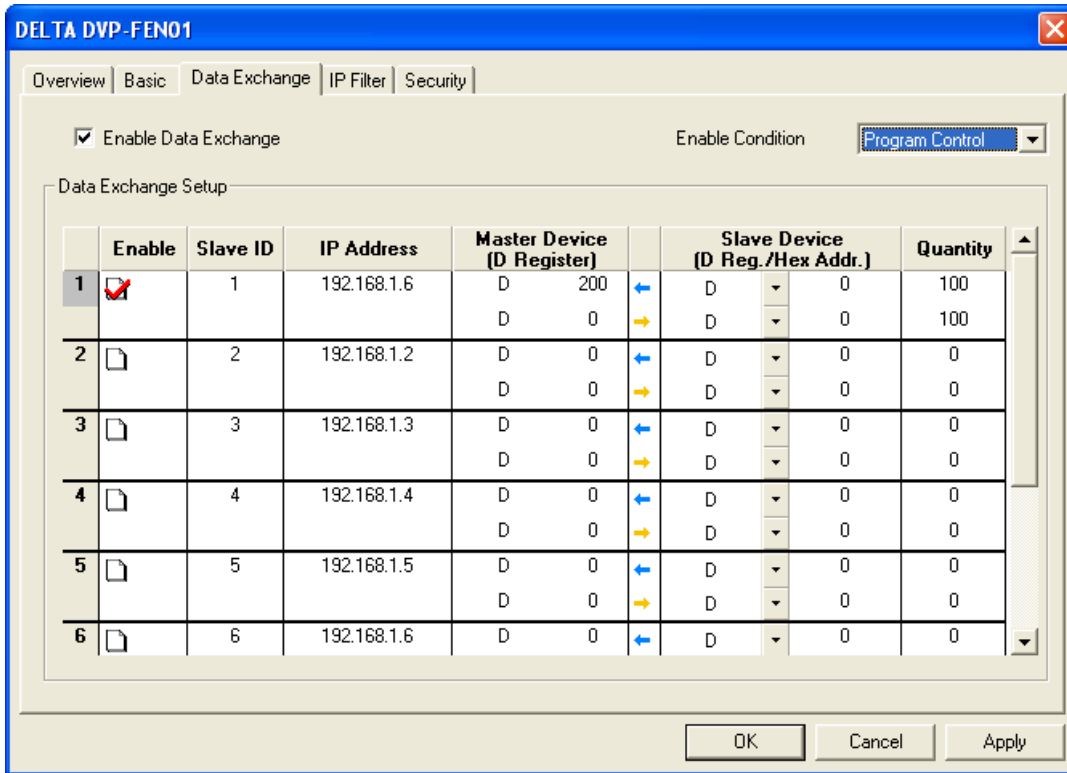 DELTA DVP-FEN01
Overview Basic Data Exchange IP Filter Security
Enable Data Exchange Enable Condition Program Control
Data Exchange Setup
Enable Slave ID IP Address Master Device (D Register) Slave Device (D Reg./Hex Addr.) Quantity
1 1 192.168.1.6 D 200 D 0 100
D 0 D 0 100
2 2 192.168.1.2 D 0 D 0 0
D 0 D 0 0
3 3 192.168.1.3 D 0 D 0 0
D 0 D 0 0
4 4 192.168.1.4 D 0 D 0 0
D 0 D 0 0
5 5 192.168.1.5 D 0 D 0 0
D 0 D 0 0
6 6 192.168.1.6 D 0 D 0 0
OK Cancel Apply